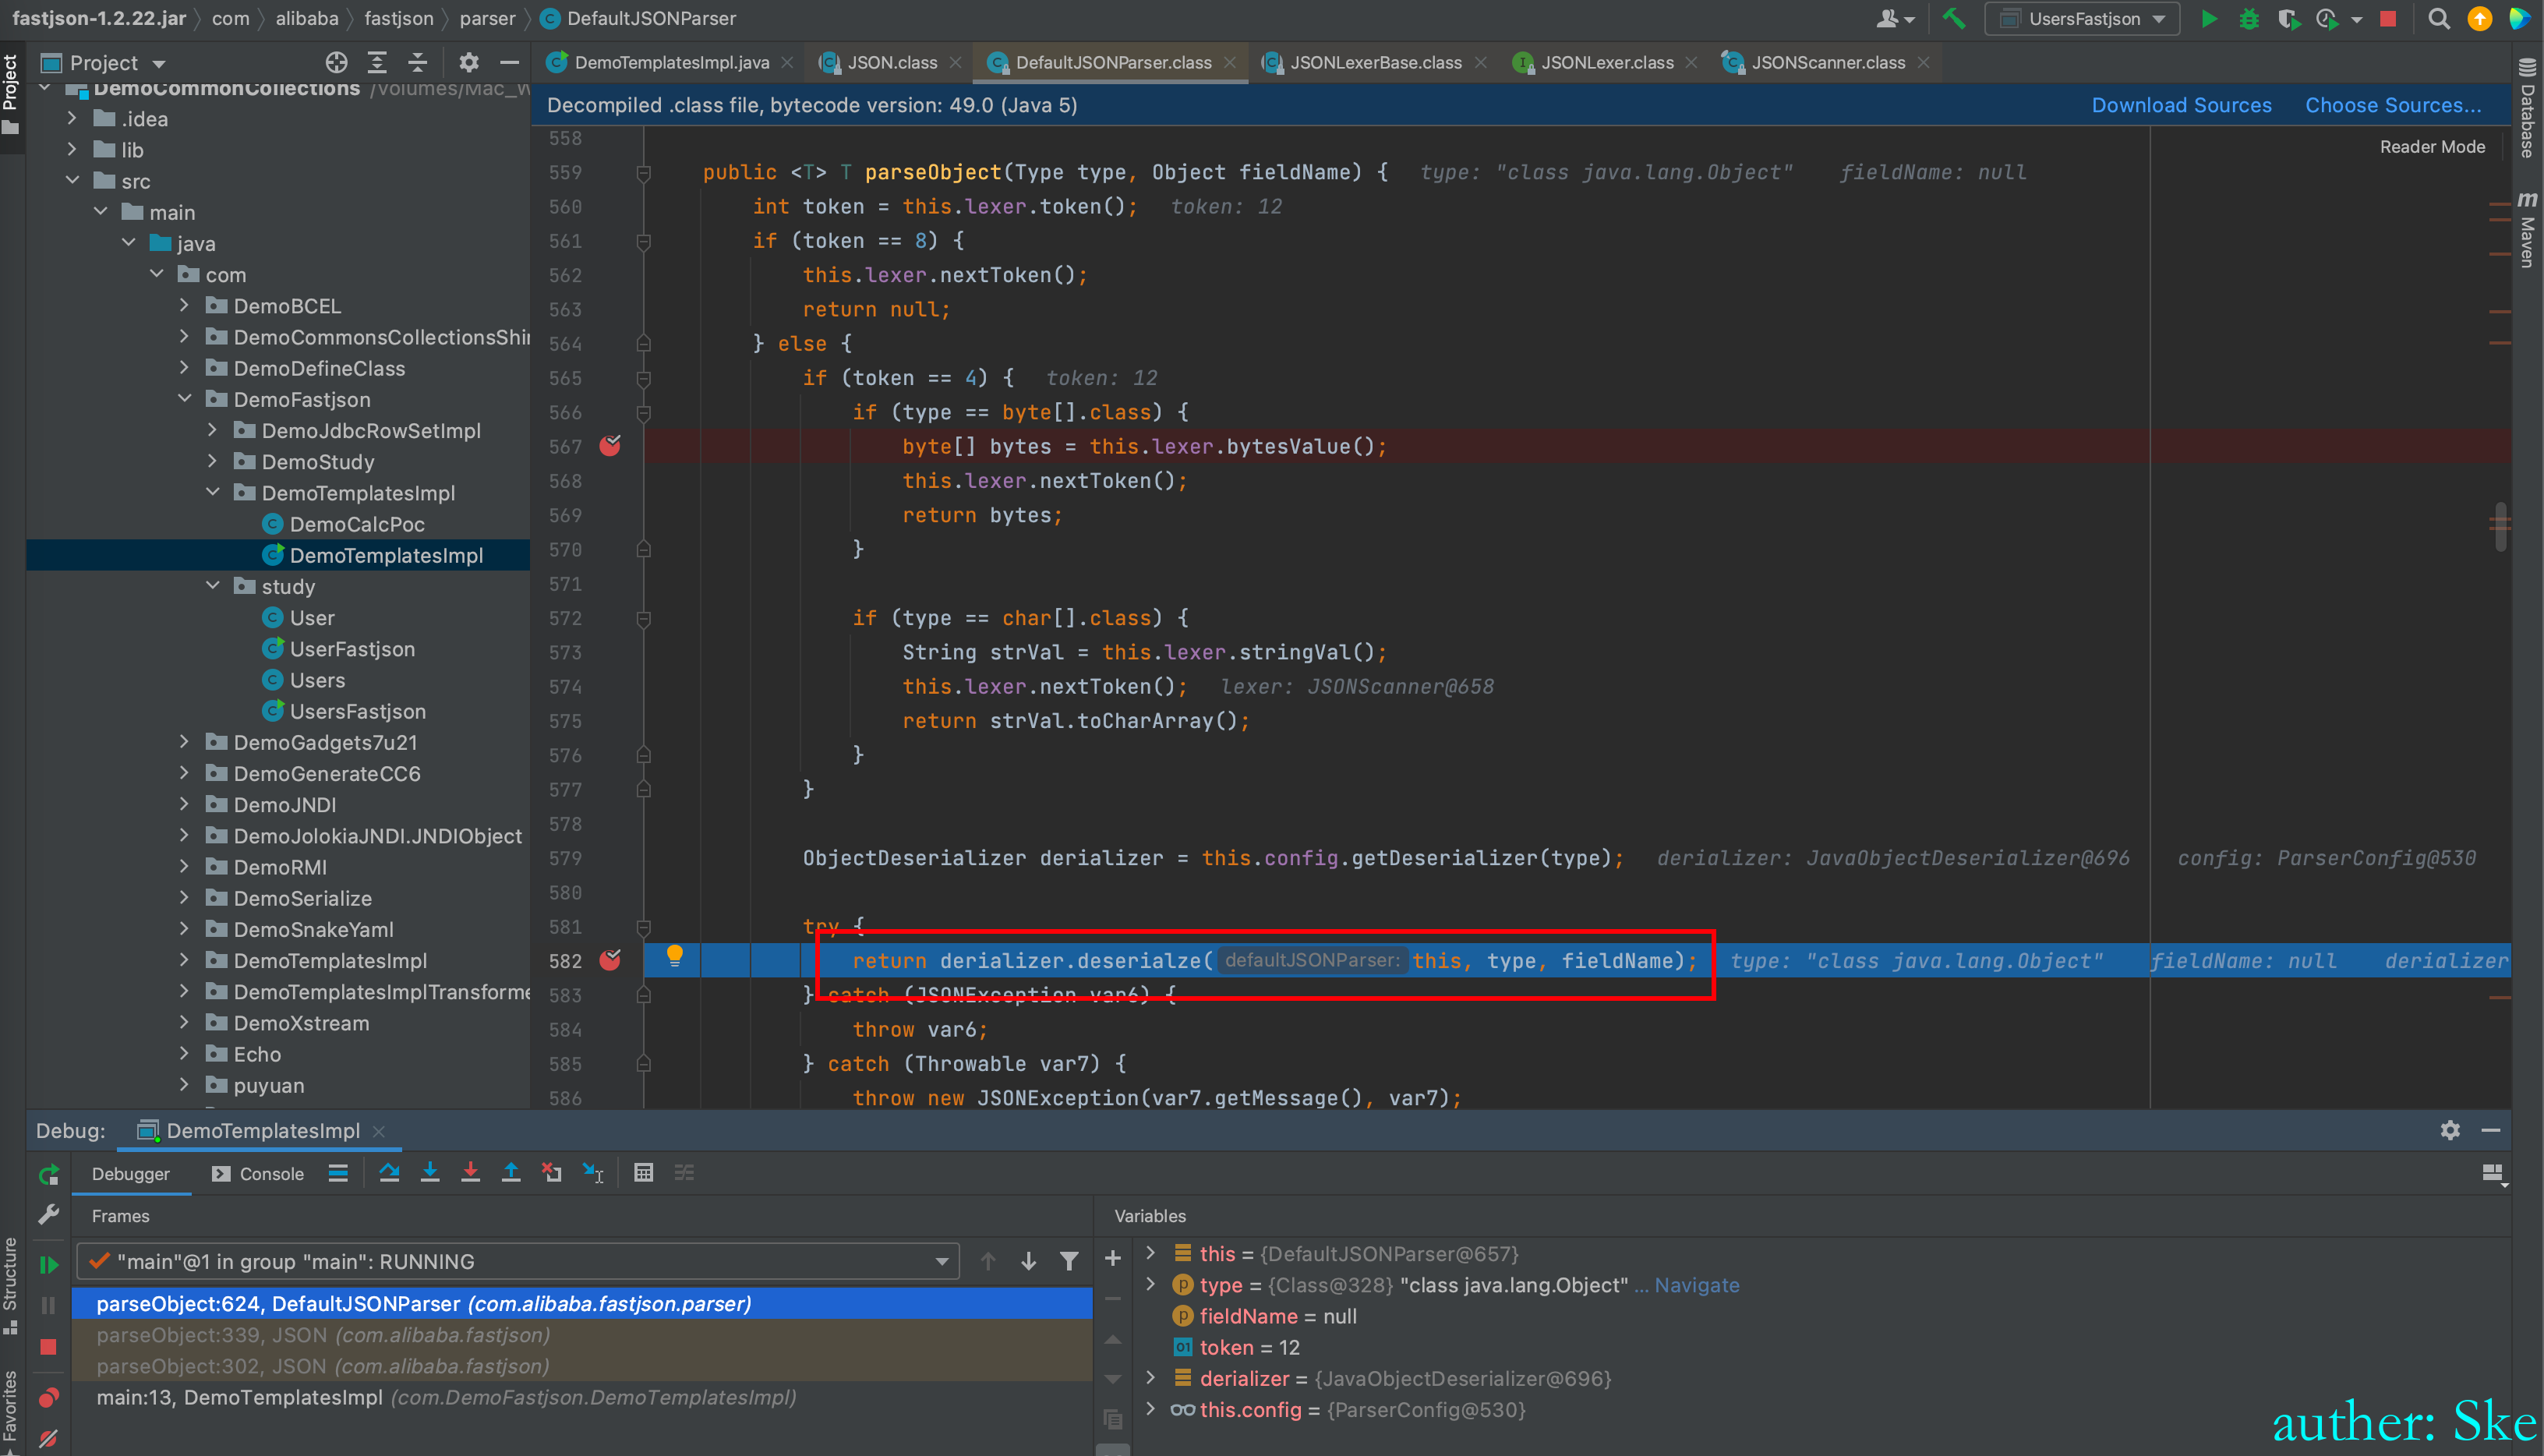 fastjson-1.2.22.jar com alibaba fastjson parser DefaultJSONParser
UsersFastjson
Project
DemoTemplatesImpl.java JSON.class DefaultJSONParser.class JSONLexerBase.class JSONLexer.class JSONScanner.class
Decompiled .class file, bytecode version: 49.0 (Java 5) Download Sources Choose Sources...
Reader Mode
Project
Database
Maven
Structure
Favorites
DemoCommonCollections /Volumes/Mac_W
.idea
lib
src
main
java
com
DemoBCEL
DemoCommonsCollectionsShir
DemoDefineClass
DemoFastjson
DemoJdbcRowSetImpl
DemoStudy
DemoTemplatesImpl
DemoCalcPoc
DemoTemplatesImpl
study
User
UserFastjson
Users
UsersFastjson
DemoGadgets7u21
DemoGenerateCC6
DemoJNDI
DemoJolokiaJNDI.JNDIObject
DemoRMI
DemoSerialize
DemoSnakeYaml
DemoTemplatesImpl
DemoTemplatesImplTransforme
DemoXstream
Echo
puyuan
558
559 public <T> T parseObject(Type type, Object fieldName) { type: "class java.lang.Object" fieldName: null
560 int token = this.lexer.token(); token: 12
561 if (token == 8) {
562 this.lexer.nextToken();
563 return null;
564 } else {
565 if (token == 4) { token: 12
566 if (type == byte[].class) {
567 byte[] bytes = this.lexer.bytesValue();
568 this.lexer.nextToken();
569 return bytes;
570 }
571
572 if (type == char[].class) {
573 String strVal = this.lexer.stringVal();
574 this.lexer.nextToken(); lexer: JSONScanner@658
575 return strVal.toCharArray();
576 }
577 }
578
579 ObjectDeserializer derializer = this.config.getDeserializer(type); derializer: JavaObjectDeserializer@696 config: ParserConfig@530
580
581 try {
582 return derializer.deserialze( defaultJSONParser: this, type, fieldName); type: "class java.lang.Object" fieldName: null derializer
583 } catch (JSONException var6) {
584 throw var6;
585 } catch (Throwable var7) {
586 throw new JSONException(var7.getMessage(), var7);
Debug: DemoTemplatesImpl
Debugger Console
Frames
"main"@1 in group "main": RUNNING
parseObject:624, DefaultJSONParser (com.alibaba.fastjson.parser)
parseObject:339, JSON (com.alibaba.fastjson)
parseObject:302, JSON (com.alibaba.fastjson)
main:13, DemoTemplatesImpl (com.DemoFastjson.DemoTemplatesImpl)
Variables
this = {DefaultJSONParser@657}
type = {Class@328} "class java.lang.Object" ... Navigate
fieldName = null
token = 12
derializer = {JavaObjectDeserializer@696}
this.config = {ParserConfig@530}
auther: Ske